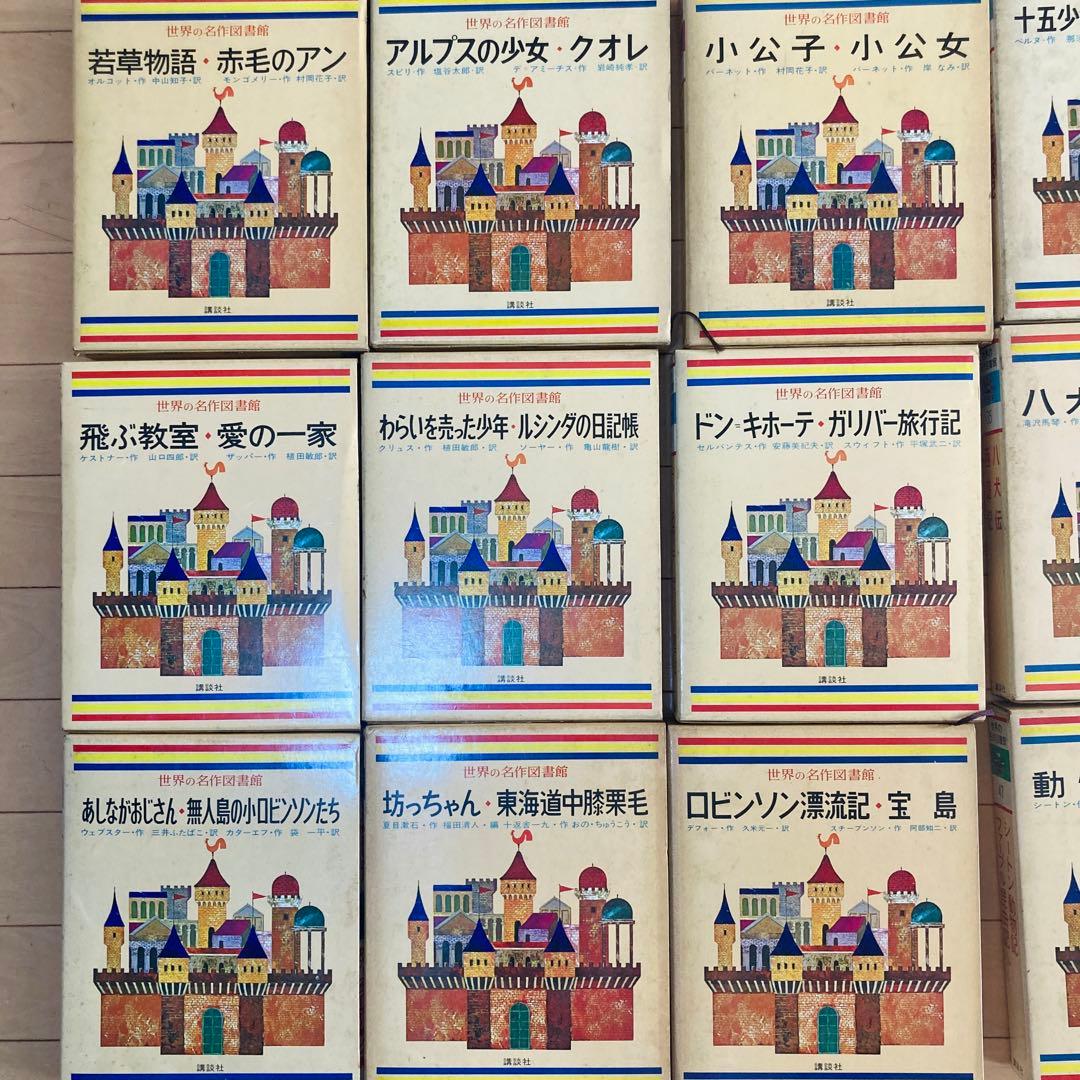 世界の名作図書館
若草物語・赤毛のアン
オルコット・作 中山知子・訳 モンゴメリー・作 村岡花子・訳
講談社
世界の名作図書館
アルプスの少女・クオレ
スピリ・作 塩谷太郎・訳 デ＝アミーチス・作 岩崎純孝・訳
講談社
世界の名作図書館
小公子・小公女
バーネット・作 村岡花子・訳 バーネット・作 岸 なみ・訳
講談社
十五少
ベルヌ・作
世界の名作図書館
飛ぶ教室・愛の一家
ケストナー・作 山口四郎・訳 ザッパー・作 植田敏郎・訳
講談社
世界の名作図書館
わらいを売った少年・ルシンダの日記帳
クリュス・作 植田敏郎・訳 ソーヤー・作 亀山龍樹・訳
講談社
世界の名作図書館
ドン=キホーテ・ガリバー旅行記
セルバンテス・作 安藤美紀夫・訳 スウィフト・作 平塚武二・訳
講談社
八犬
滝沢馬琴・作
世界の名作図書館
あしながおじさん・無人島の小ロビンソンたち
ウェブスター・作 三井ふたばこ・訳 カターエフ・作 袋 一平・訳
講談社
世界の名作図書館
坊っちゃん・東海道中膝栗毛
夏目漱石・作 福田清人・編 十返舎一九・作 おの・ちゅうこう・訳
講談社
世界の名作図書館
ロビンソン漂流記・宝島
デフォー・作 久米元一・訳 スチーブンソン・作 阿部知二・訳
講談社
動
シートン・作
47